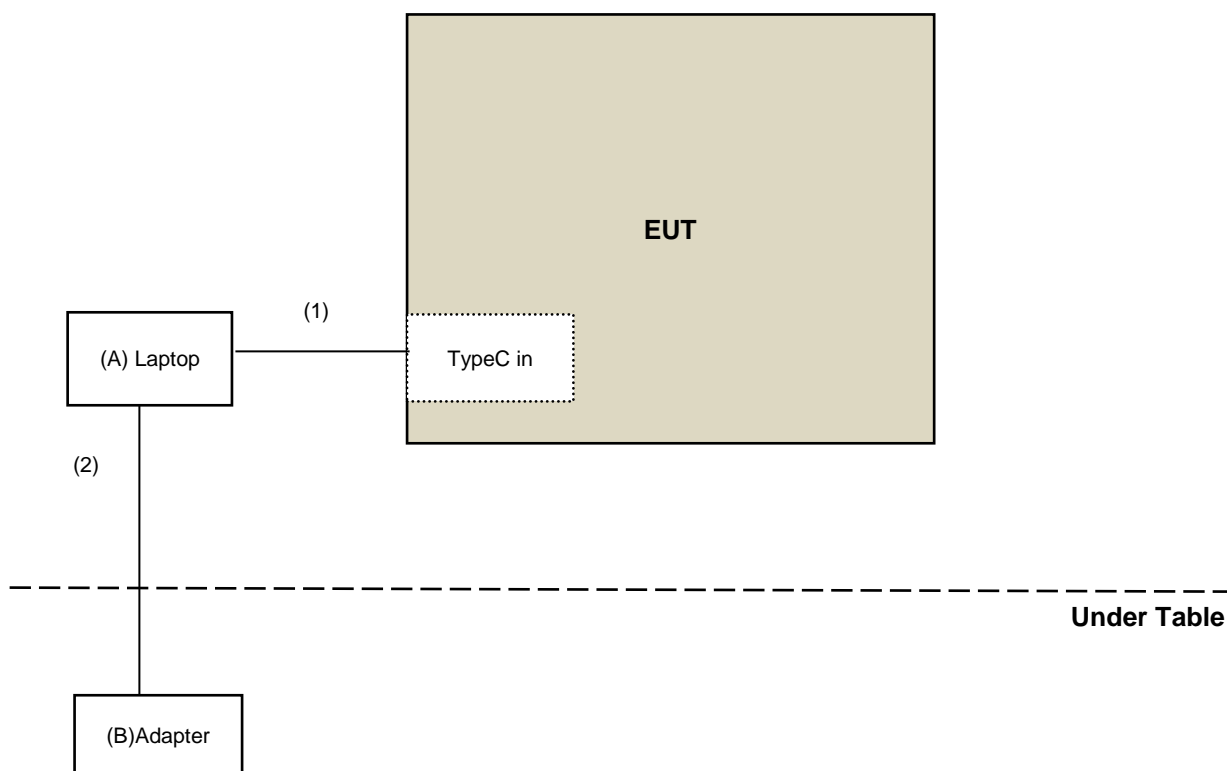 EUT
(1)
(A) Laptop
TypeC in
(2)
Under Table
(B)Adapter